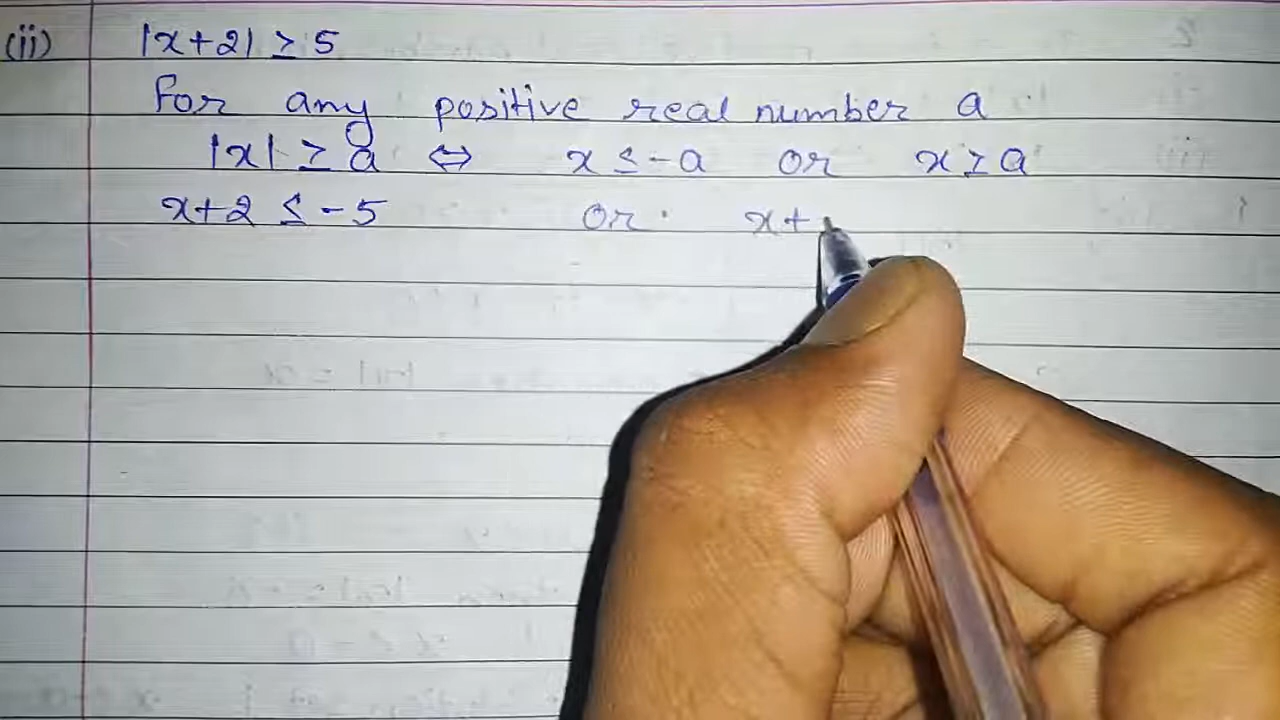 (ii) |x+2| ≥ 5
For any positive real number a
|x| ≥ a ⇔ x ≤ -a or x ≥ a
x+2 ≤ -5 or x+